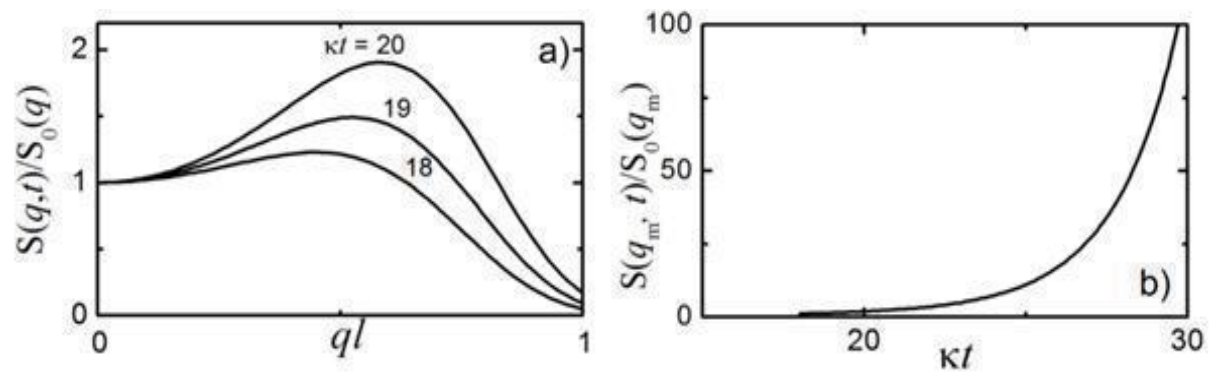 a)
S(q,t)/S₀(q)
2
1
0
κt = 20
19
18
0
ql
1
b)
S(qₘ, t)/S₀(qₘ)
100
50
0
20
30
κt